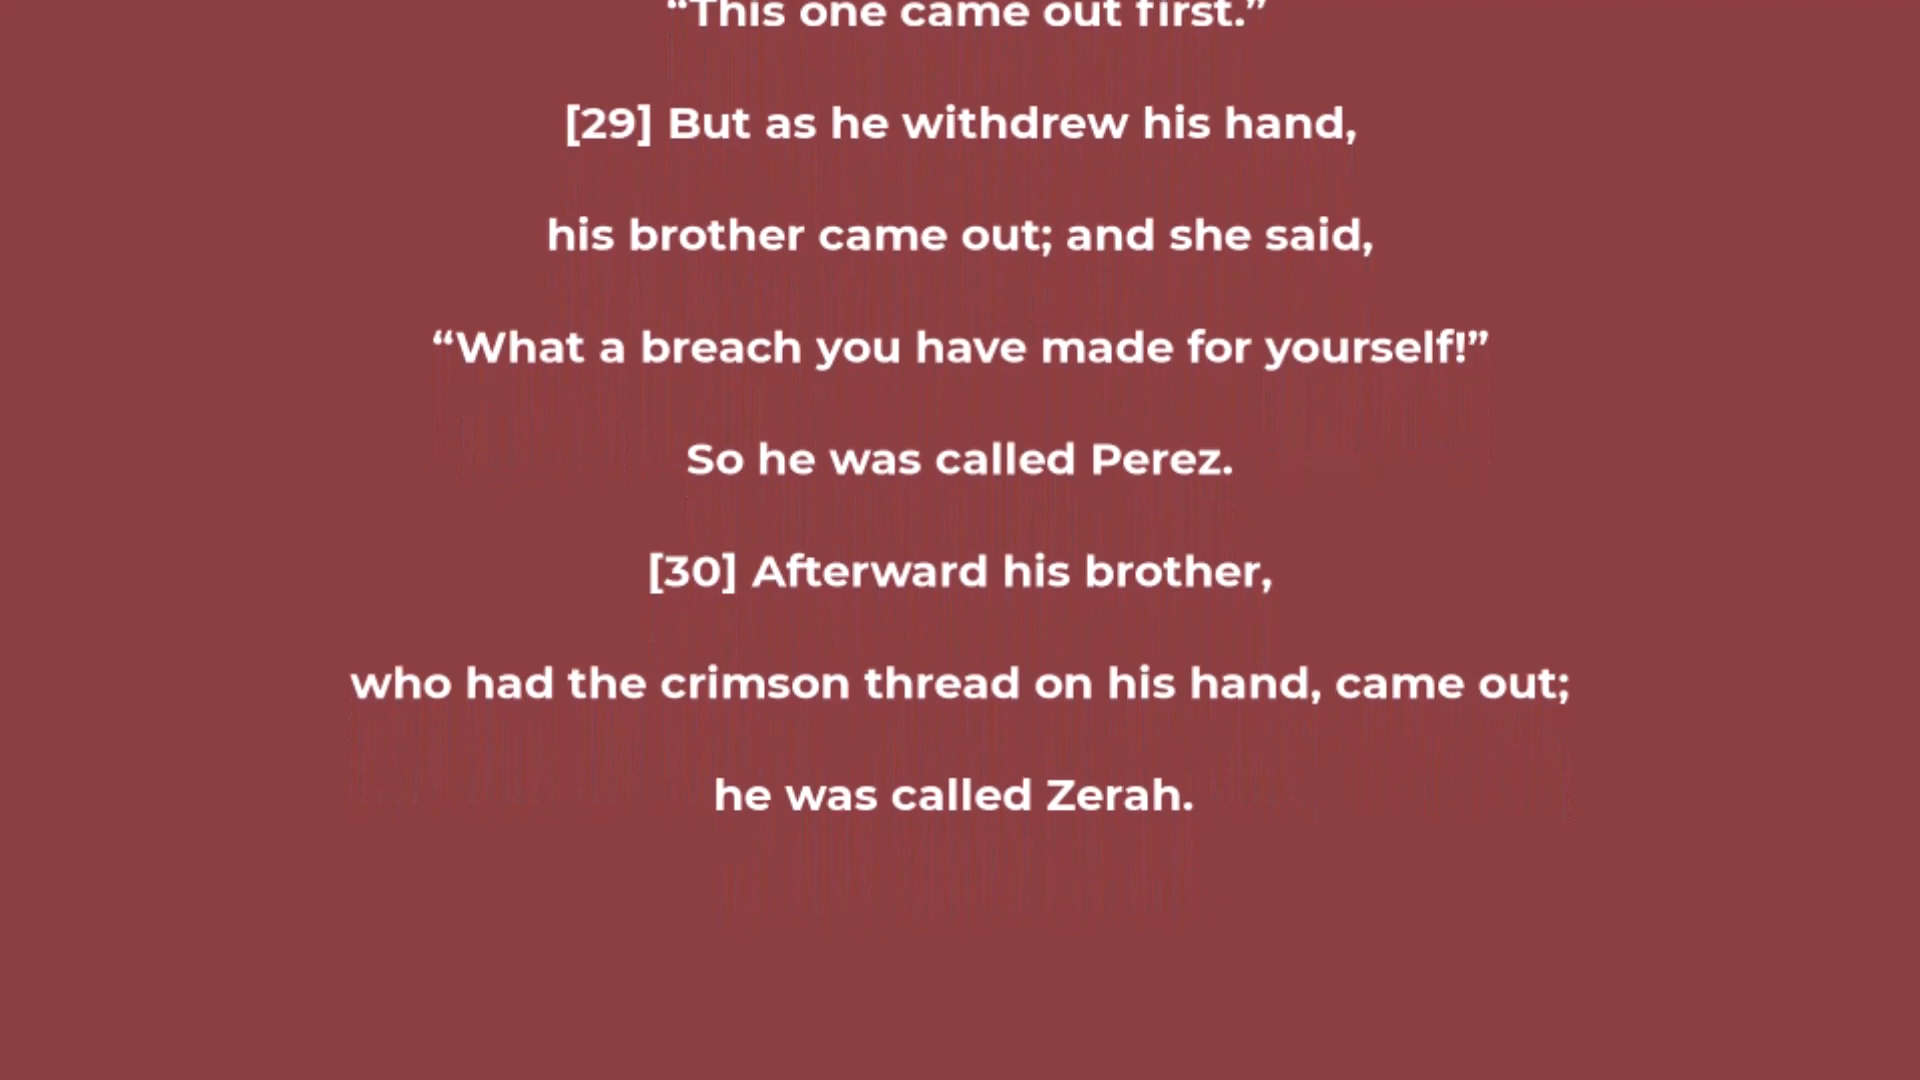 “This one came out first.”
[29] But as he withdrew his hand,
his brother came out; and she said,
“What a breach you have made for yourself!”
So he was called Perez.
[30] Afterward his brother,
who had the crimson thread on his hand, came out;
he was called Zerah.